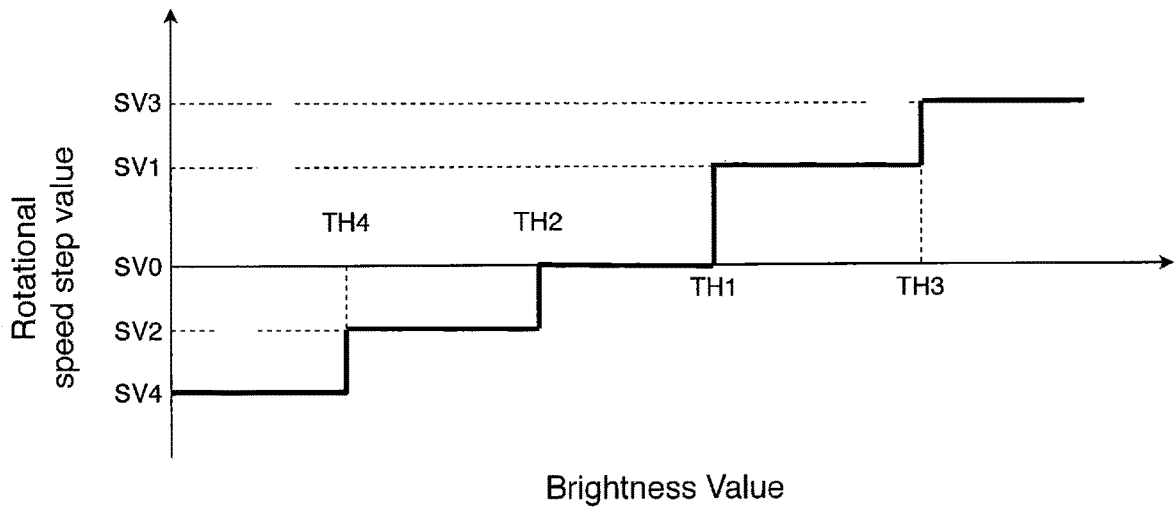 SV3
SV1
TH4
TH2
SV0
TH1
TH3
SV2
SV4
Rotational
speed step value
Brightness Value